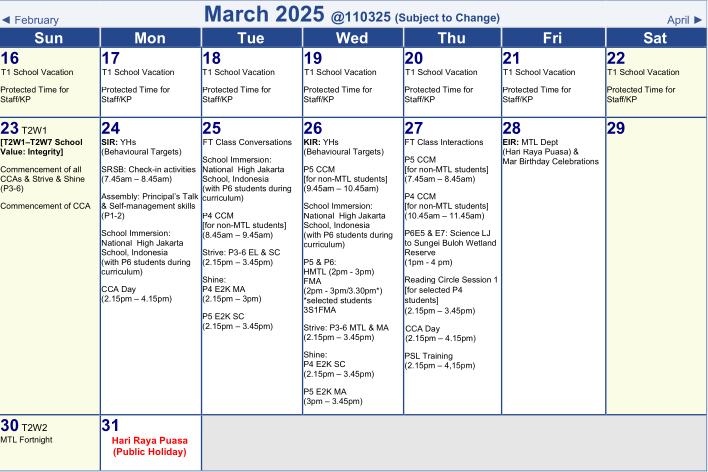 March 2025 @110325 (Subject to Change)
◄ February
April ►
Sun Mon Tue Wed Thu Fri Sat
16
T1 School Vacation
Protected Time for
Staff/KP
17
T1 School Vacation
Protected Time for
Staff/KP
18
T1 School Vacation
Protected Time for
Staff/KP
19
T1 School Vacation
Protected Time for
Staff/KP
20
T1 School Vacation
Protected Time for
Staff/KP
21
T1 School Vacation
Protected Time for
Staff/KP
22
T1 School Vacation
Protected Time for
Staff/KP
23 T2W1
[T2W1–T2W7 School
Value: Integrity]
Commencement of all
CCAs & Strive & Shine
(P3-6)
Commencement of CCA
24
SIR: YHs
(Behavioural Targets)
SRSB: Check-in activities
(7.45am – 8.45am)
Assembly: Principal's Talk
& Self-management skills
(P1-2)
School Immersion:
National High Jakarta
School, Indonesia
(with P6 students during
curriculum)
CCA Day
(2.15pm – 4.15pm)
25
FT Class Conversations
School Immersion:
National High Jakarta
School, Indonesia
(with P6 students during
curriculum)
P4 CCM
[for non-MTL students]
(8.45am – 9.45am)
Strive: P3-6 EL & SC
(2.15pm – 3.45pm)
Shine:
P4 E2K MA
(2.15pm – 3pm)
P5 E2K SC
(2.15pm – 3.45pm)
26
KIR: YHs
(Behavioural Targets)
P5 CCM
[for non-MTL students]
(9.45am – 10.45am)
School Immersion:
National High Jakarta
School, Indonesia
(with P6 students during
curriculum)
P5 & P6:
HMTL (2pm - 3pm)
FMA
(2pm - 3pm/3.30pm*)
*selected students
3S1FMA
Strive: P3-6 MTL & MA
(2.15pm – 3.45pm)
Shine:
P4 E2K SC
(2.15pm – 3.45pm)
P5 E2K MA
(3pm – 3.45pm)
27
FT Class Interactions
P5 CCM
[for non-MTL students]
(7.45am – 8.45am)
P4 CCM
[for non-MTL students]
(10.45am – 11.45am)
P6E5 & E7: Science LJ
to Sungei Buloh Wetland
Reserve
(1pm - 4 pm)
Reading Circle Session 1
[for selected P4
students]
(2.15pm – 3.45pm)
CCA Day
(2.15pm – 4.15pm)
PSL Training
(2.15pm – 4,15pm)
28
EIR: MTL Dept
(Hari Raya Puasa) &
Mar Birthday Celebrations
29
30 T2W2
MTL Fortnight
31
Hari Raya Puasa
(Public Holiday)